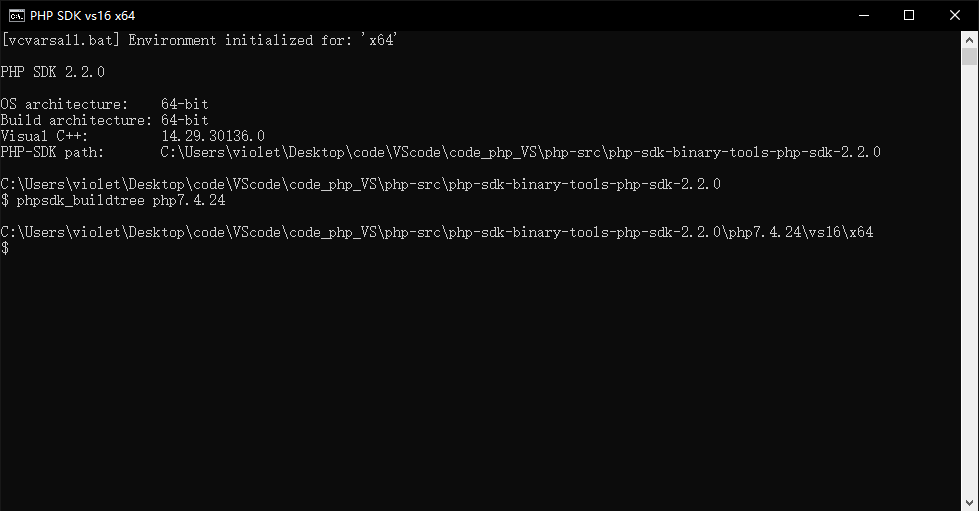 PHP SDK vs16 x64
[vcvarsall.bat] Environment initialized for: 'x64'
PHP SDK 2.2.0
OS architecture:    64-bit
Build architecture: 64-bit
Visual C++:         14.29.30136.0
PHP-SDK path:       C:\Users\violet\Desktop\code\VScode\code_php_VS\php-src\php-sdk-binary-tools-php-sdk-2.2.0
C:\Users\violet\Desktop\code\VScode\code_php_VS\php-src\php-sdk-binary-tools-php-sdk-2.2.0
$ phpsdk_buildtree php7.4.24
C:\Users\violet\Desktop\code\VScode\code_php_VS\php-src\php-sdk-binary-tools-php-sdk-2.2.0\php7.4.24\vs16\x64
$